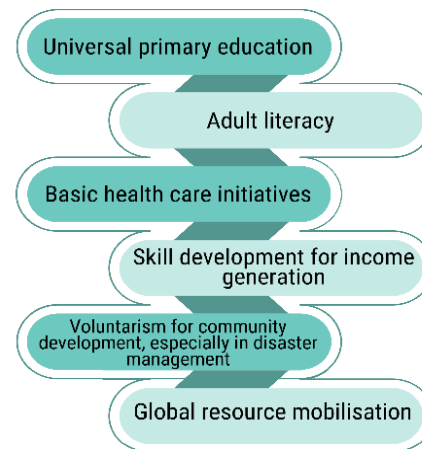 Universal primary education
Adult literacy
Basic health care initiatives
Skill development for income
generation
Voluntarism for community
development, especially in disaster
management
Global resource mobilisation